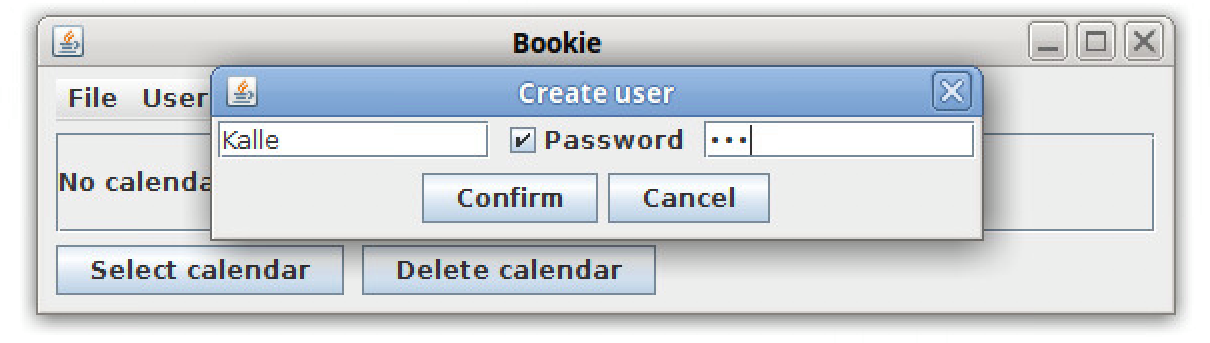 Bookie
File User
Create user
Kalle Password •••
No calenda
Confirm Cancel
Select calendar Delete calendar